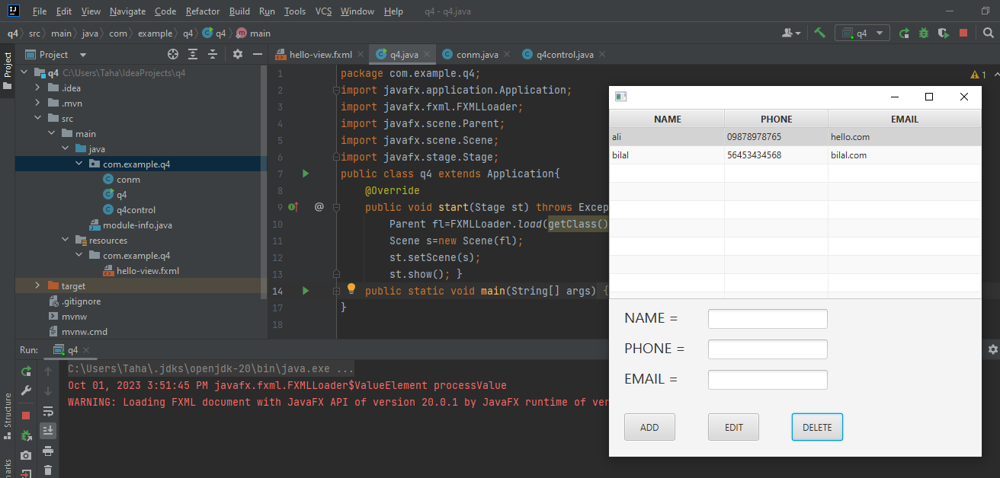 File Edit View Navigate Code Refactor Build Run Tools VCS Window Help q4 - q4.java
q4 src main java com example q4 q4 main
q4
Project
Project
hello-view.fxml q4.java conm.java q4control.java
q4 C:\Users\Taha\IdeaProjects\q4
.idea
.mvn
src
main
java
com.example.q4
conm
q4
q4control
module-info.java
resources
com.example.q4
hello-view.fxml
target
.gitignore
mvnw
mvnw.cmd
1 package com.example.q4;
2 import javafx.application.Application;
3 import javafx.fxml.FXMLLoader;
4 import javafx.scene.Parent;
5 import javafx.scene.Scene;
6 import javafx.stage.Stage;
7 public class q4 extends Application{
8 @Override
9 @ public void start(Stage st) throws Excep
10 Parent fl=FXMLLoader.load(getClass()
11 Scene s=new Scene(fl);
12 st.setScene(s);
13 st.show(); }
14 public static void main(String[] args) {
17 }
18
1
NAME PHONE EMAIL
ali 09878978765 hello.com
bilal 56453434568 bilal.com
NAME =
PHONE =
EMAIL =
ADD EDIT DELETE
Run: q4
C:\Users\Taha\.jdks\openjdk-20\bin\java.exe ...
Oct 01, 2023 3:51:45 PM javafx.fxml.FXMLLoader$ValueElement processValue
WARNING: Loading FXML document with JavaFX API of version 20.0.1 by JavaFX runtime of ver
Structure
marks